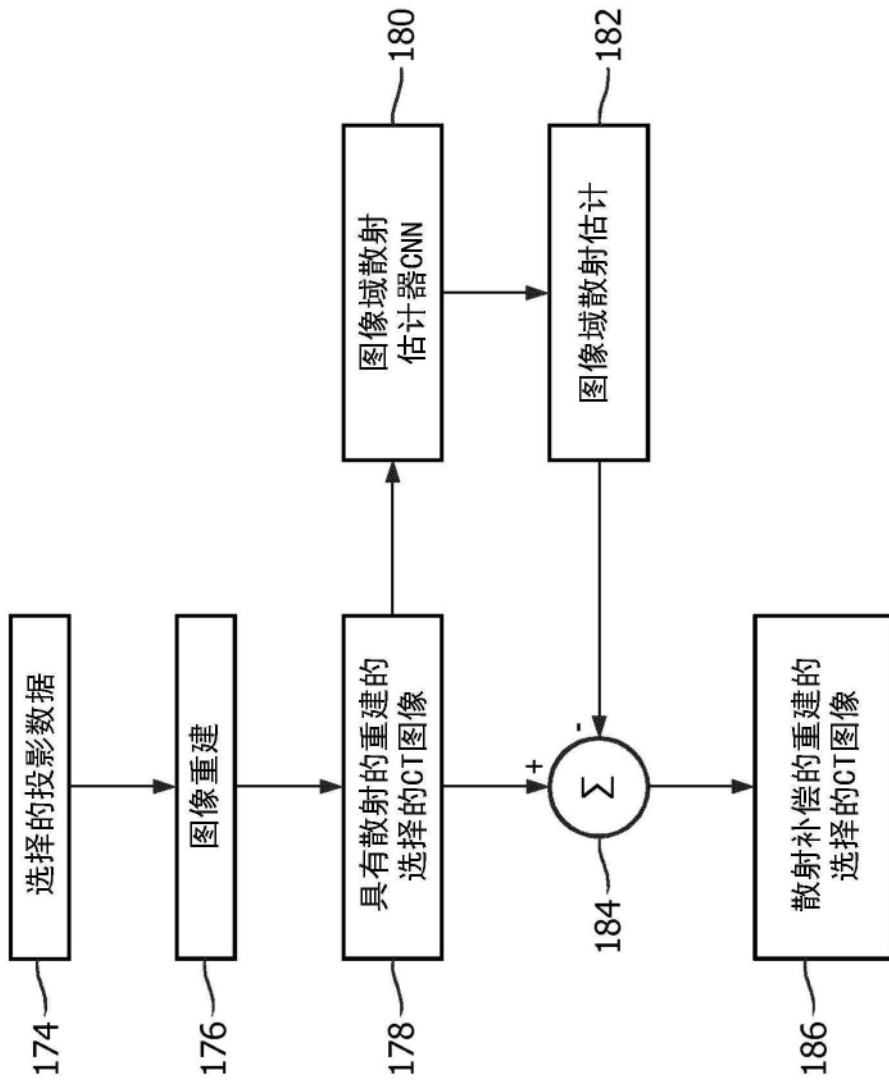 174
选择的投影数据
176
图像重建
178
具有散射的重建的
选择的CT图像
180
图像域散射
估计器CNN
182
图像域散射估计
184
+
-
Σ
186
散射补偿的重建的
选择的CT图像